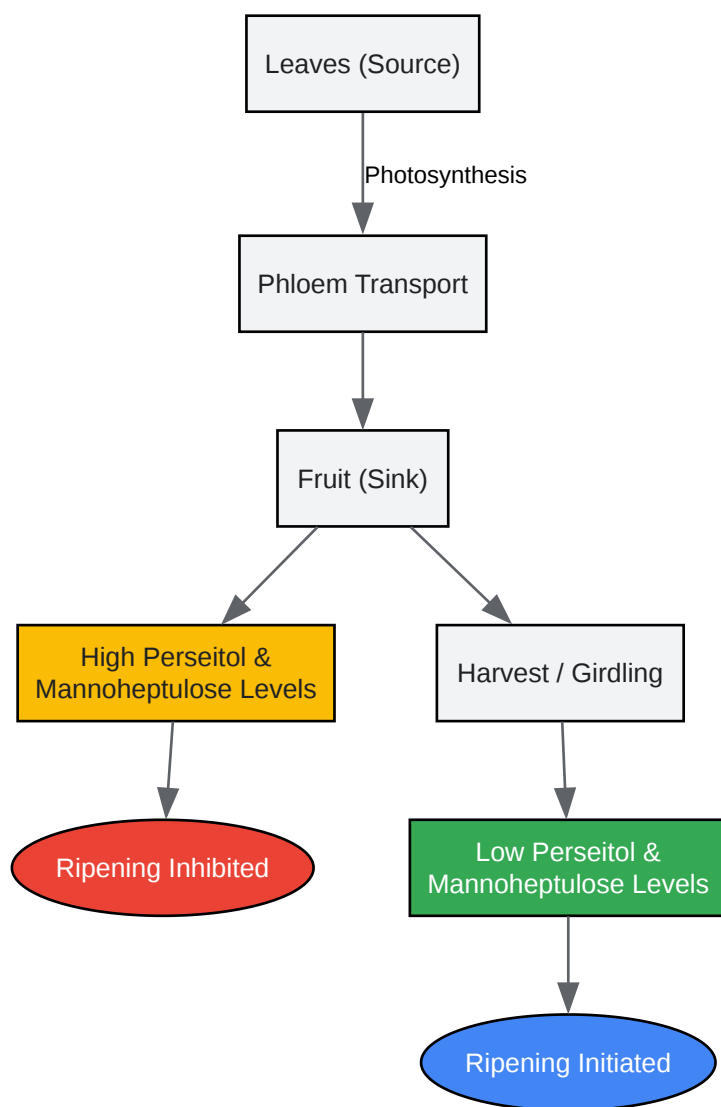 Leaves (Source)
Photosynthesis
Phloem Transport
Fruit (Sink)
High Perseitol &
Mannoheptulose Levels
Harvest / Girdling
Ripening Inhibited
Low Perseitol &
Mannoheptulose Levels
Ripening Initiated